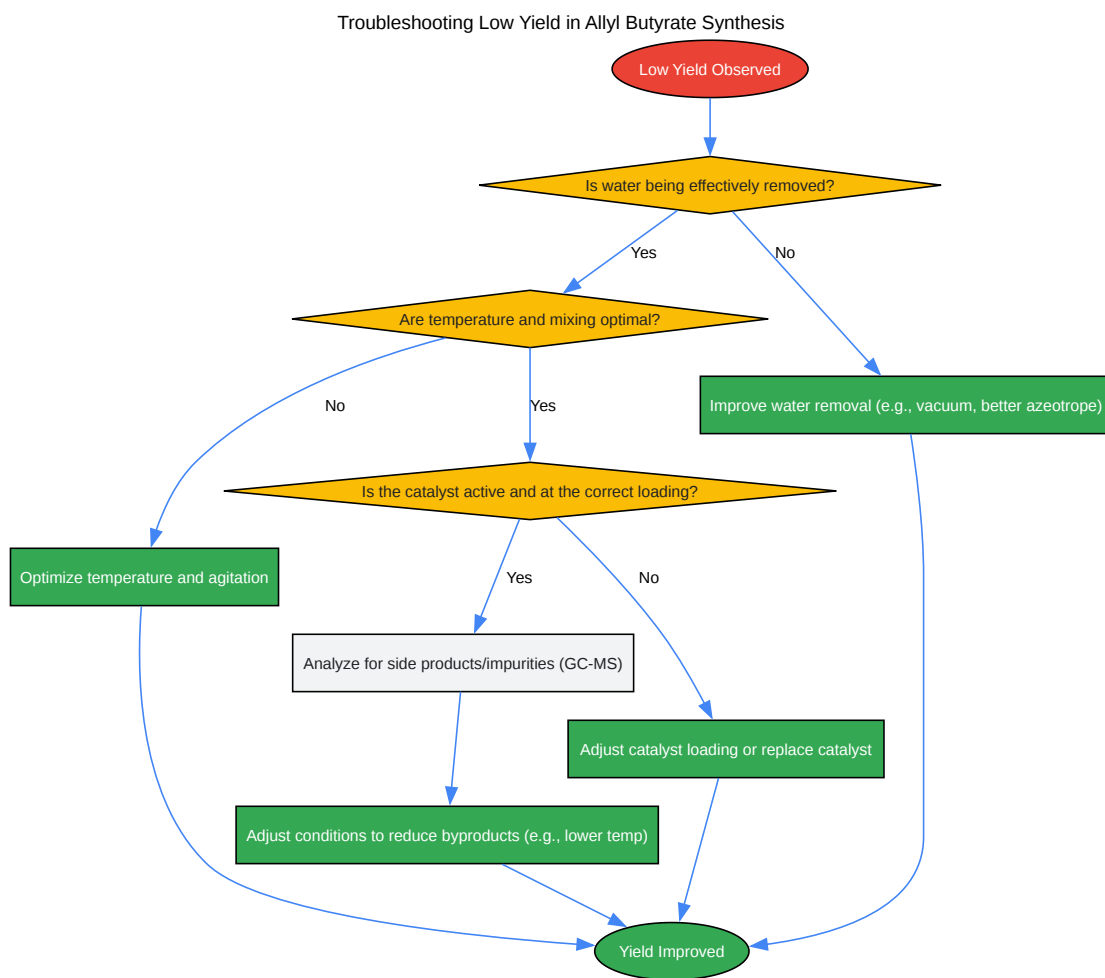 Troubleshooting Low Yield in Allyl Butyrate Synthesis
Low Yield Observed
Is water being effectively removed?
Yes
No
Are temperature and mixing optimal?
Improve water removal (e.g., vacuum, better azeotrope)
No
Yes
Is the catalyst active and at the correct loading?
Optimize temperature and agitation
Yes
No
Analyze for side products/impurities (GC-MS)
Adjust catalyst loading or replace catalyst
Adjust conditions to reduce byproducts (e.g., lower temp)
Yield Improved